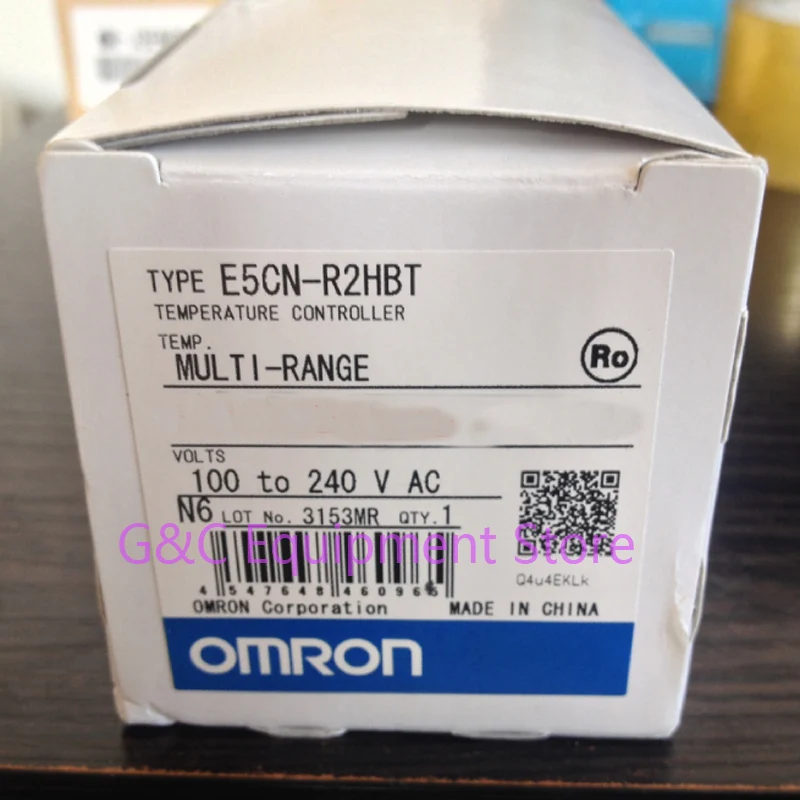 TYPE E5CN-R2HBT
TEMPERATURE CONTROLLER
TEMP.
MULTI-RANGE
Ro
VOLTS
100 to 240 V AC
N6 LOT No. 3153MR QTY.1
G&C Equipment Store
Q4u4EKLk
4 547648 460965
OMRON Corporation MADE IN CHINA
OMRON